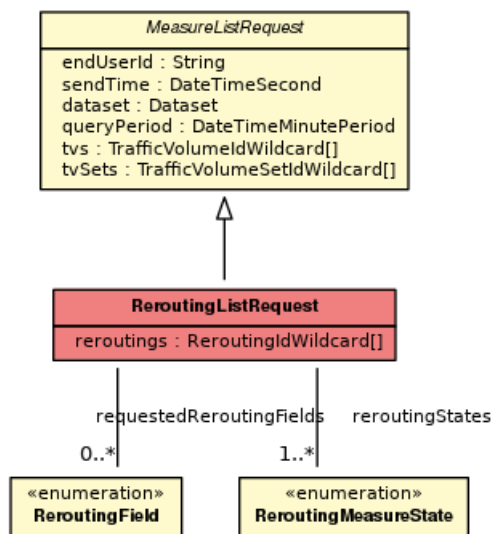 MeasureListRequest
endUserId : String
sendTime : DateTimeSecond
dataset : Dataset
queryPeriod : DateTimeMinutePeriod
tvs : TrafficVolumeIdWildcard[]
tvSets : TrafficVolumeSetIdWildcard[]
ReroutingListRequest
reroutings : ReroutingIdWildcard[]
requestedReroutingFields reroutingStates
0..* 1..*
«enumeration» «enumeration»
ReroutingField ReroutingMeasureState